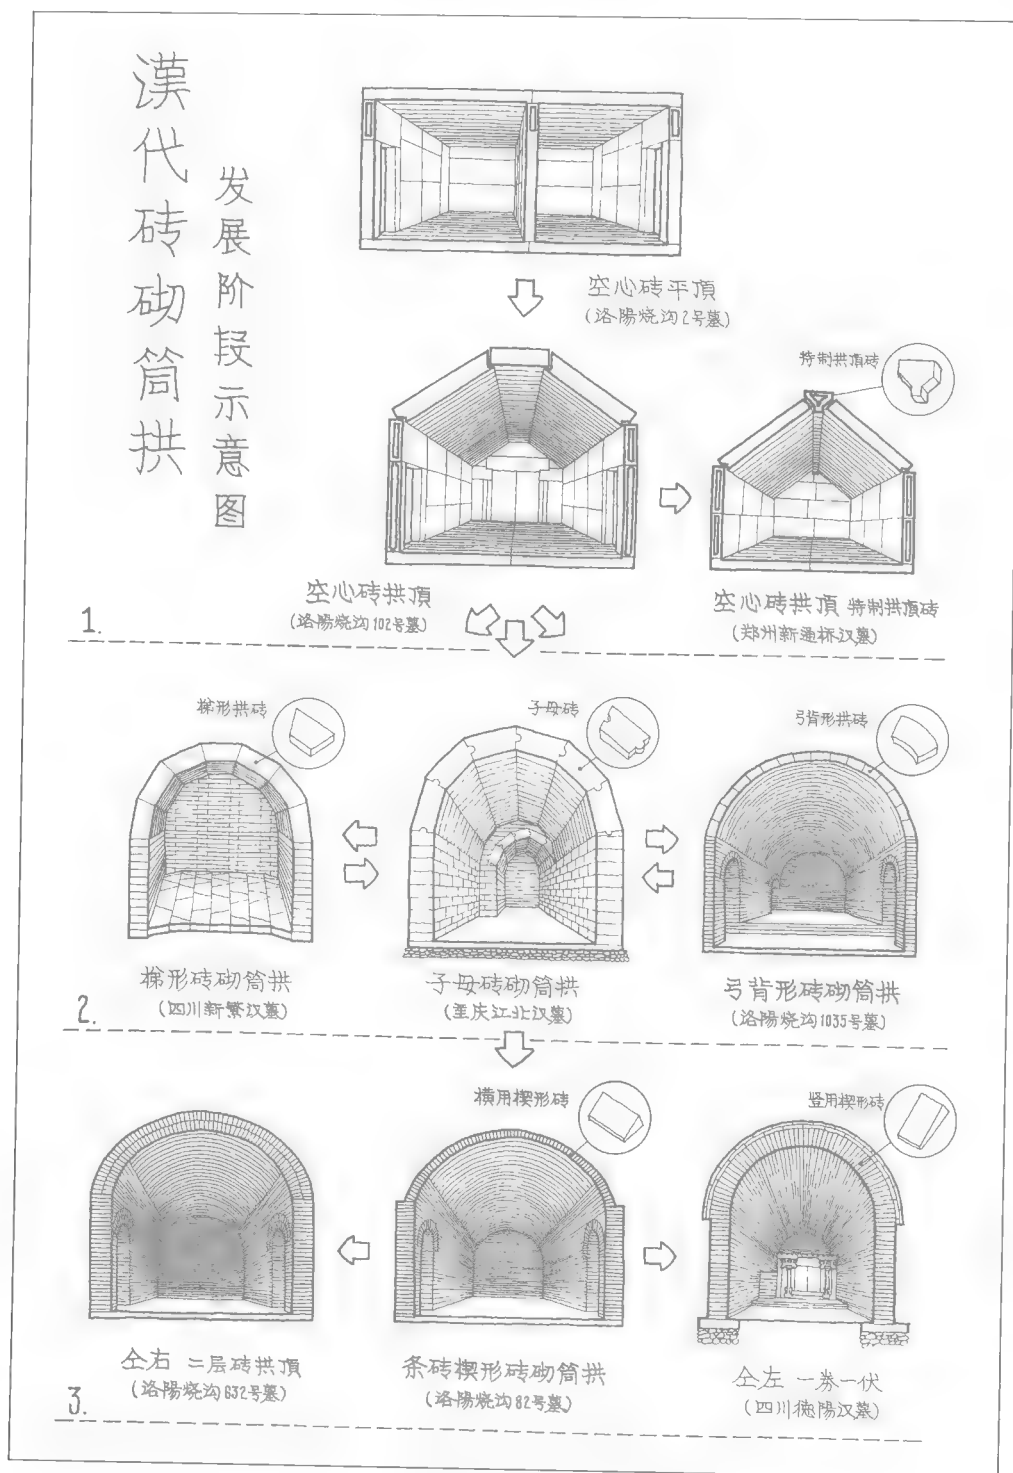 漢代砖砌筒拱
发展阶段示意图
空心砖平頂
(洛陽烧沟2号墓)
特制拱頂砖
空心砖拱頂
(洛陽烧沟102号墓)
空心砖拱頂 特制拱頂砖
(郑州新通桥汉墓)
1.
梯形拱砖
子母砖
弓背形拱砖
梯形砖砌筒拱
(四川新繁汉墓)
子母砖砌筒拱
(重庆江北汉墓)
弓背形砖砌筒拱
(洛陽烧沟1035号墓)
2.
横用楔形砖
竖用楔形砖
仝右 二层砖拱頂
(洛陽烧沟632号墓)
条砖楔形砖砌筒拱
(洛陽烧沟82号墓)
仝左 一券一伏
(四川德陽汉墓)
3.